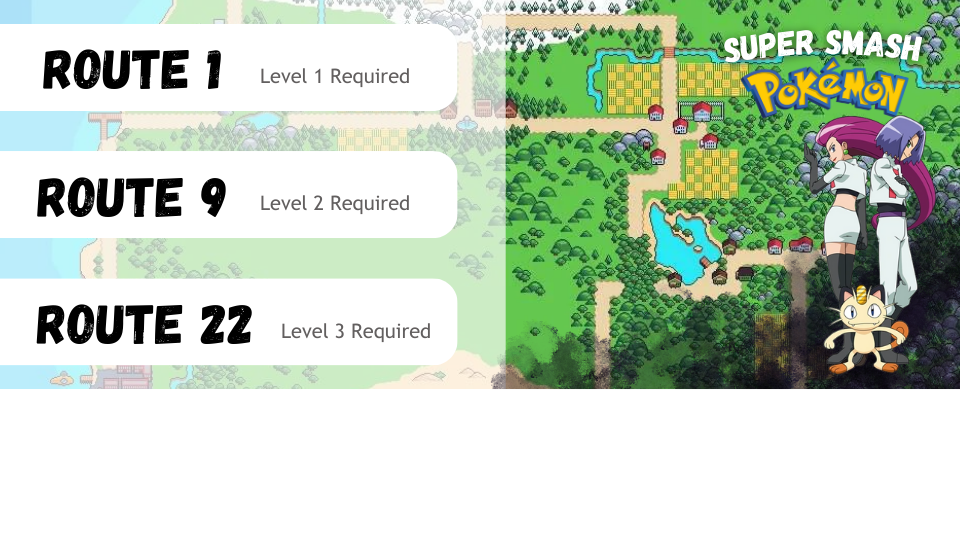 ROUTE 1 Level 1 Required
SUPER SMASH
POKéMON
ROUTE 9 Level 2 Required
ROUTE 22 Level 3 Required